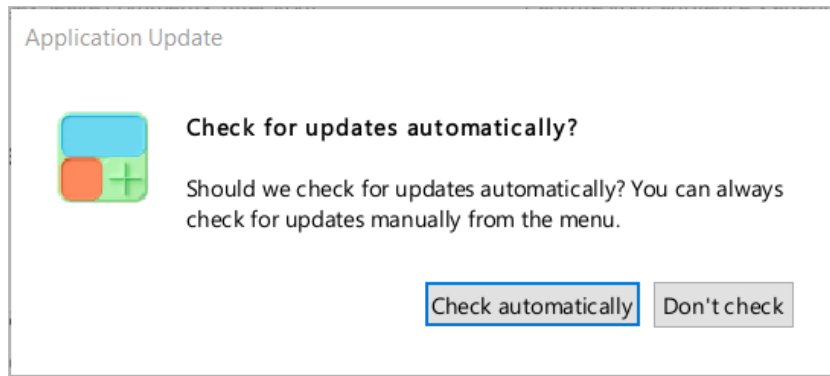 Application Update
Check for updates automatically?
Should we check for updates automatically? You can always
check for updates manually from the menu.
Check automatically
Don't check